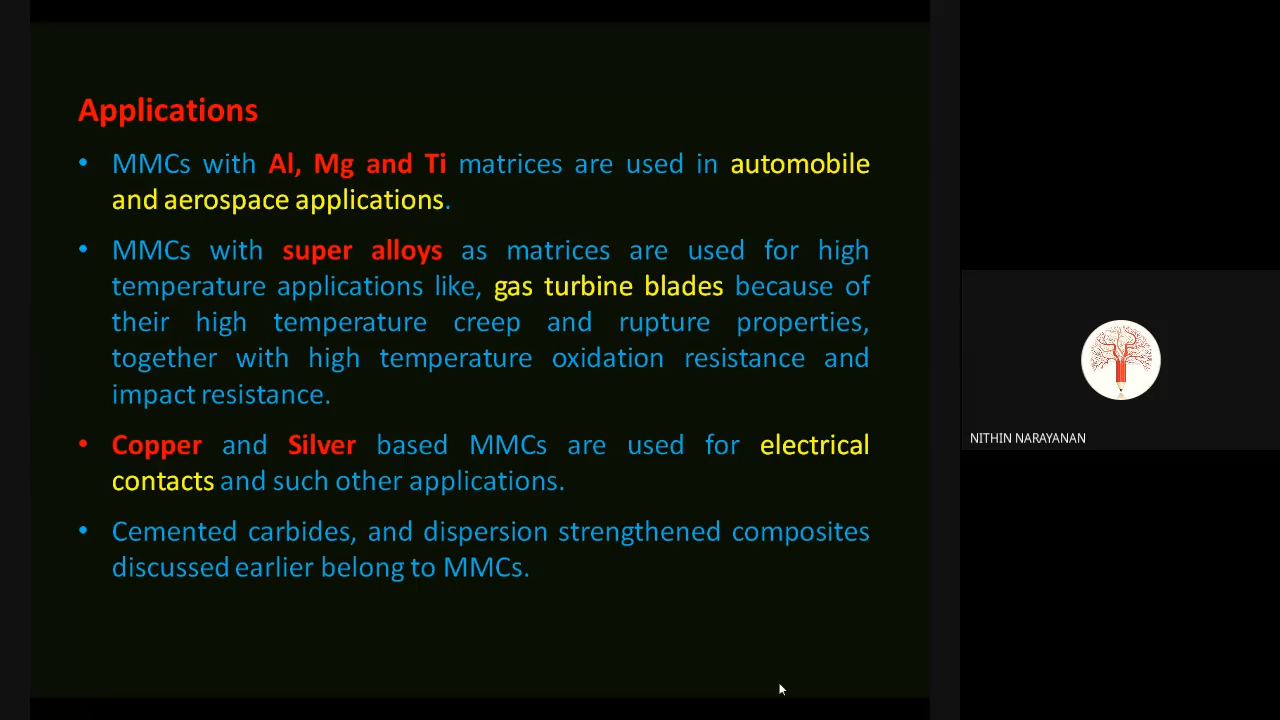 Applications
• MMCs with Al, Mg and Ti matrices are used in automobile
and aerospace applications.
• MMCs with super alloys as matrices are used for high
temperature applications like, gas turbine blades because of
their high temperature creep and rupture properties,
together with high temperature oxidation resistance and
impact resistance.
• Copper and Silver based MMCs are used for electrical
contacts and such other applications.
• Cemented carbides, and dispersion strengthened composites
discussed earlier belong to MMCs.
NITHIN NARAYANAN